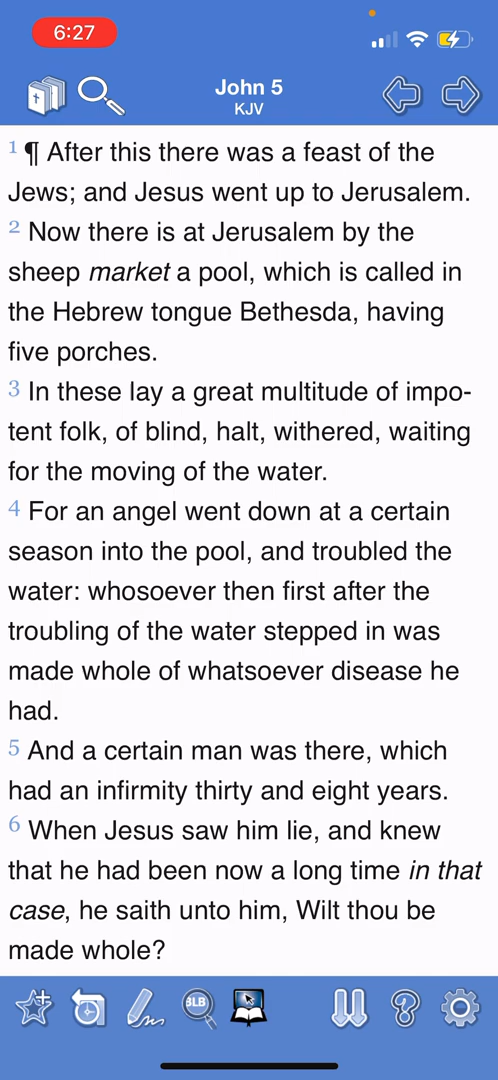 6:27
John 5
KJV
1 ¶ After this there was a feast of the
Jews; and Jesus went up to Jerusalem.
2 Now there is at Jerusalem by the
sheep market a pool, which is called in
the Hebrew tongue Bethesda, having
five porches.
3 In these lay a great multitude of impo-
tent folk, of blind, halt, withered, waiting
for the moving of the water.
4 For an angel went down at a certain
season into the pool, and troubled the
water: whosoever then first after the
troubling of the water stepped in was
made whole of whatsoever disease he
had.
5 And a certain man was there, which
had an infirmity thirty and eight years.
6 When Jesus saw him lie, and knew
that he had been now a long time in that
case, he saith unto him, Wilt thou be
made whole?
BLB